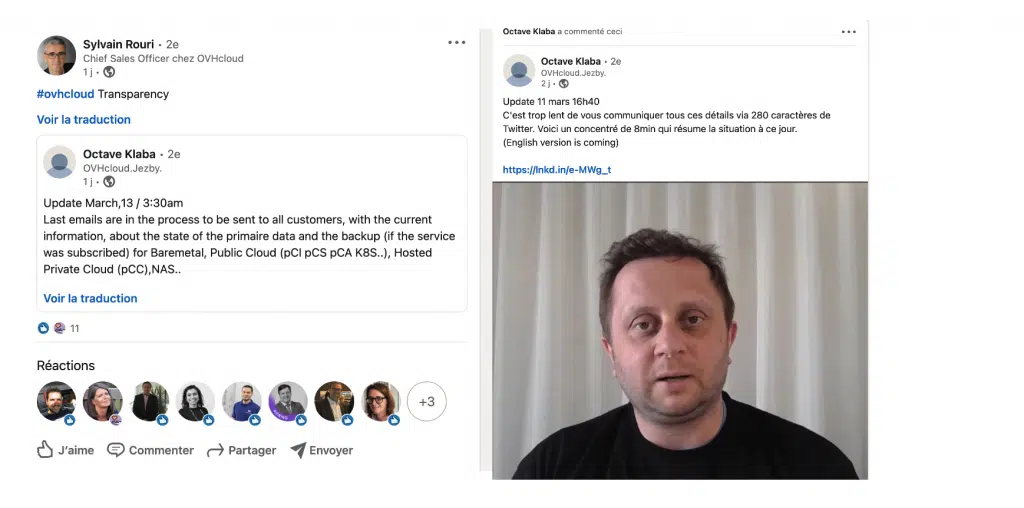 Sylvain Rouri • 2e
Chief Sales Officer chez OVHcloud
1 j •
#ovhcloud Transparency
Voir la traduction
Octave Klaba • 2e
OVHcloud.Jezby.
1 j •
Update March,13 / 3:30am
Last emails are in the process to be sent to all customers, with the current
information, about the state of the primaire data and the backup (if the service
was subscribed) for Baremetal, Public Cloud (pCI pCS pCA K8S..), Hosted
Private Cloud (pCC),NAS..
Voir la traduction
11
Réactions
+3
J'aime
Commenter
Partager
Envoyer
Octave Klaba a commenté ceci
Octave Klaba • 2e
OVHcloud.Jezby.
2 j •
Update 11 mars 16h40
C'est trop lent de vous communiquer tous ces détails via 280 caractères de
Twitter. Voici un concentré de 8min qui résume la situation à ce jour.
(English version is coming)
https://lnkd.in/e-MWg_t